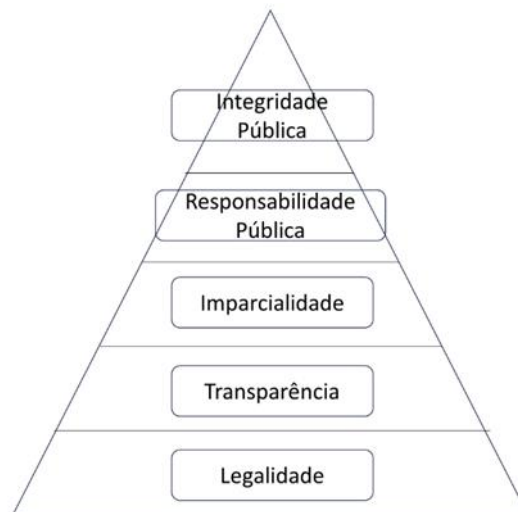 Integridade
Pública
Responsabilidade
Pública
Imparcialidade
Transparência
Legalidade